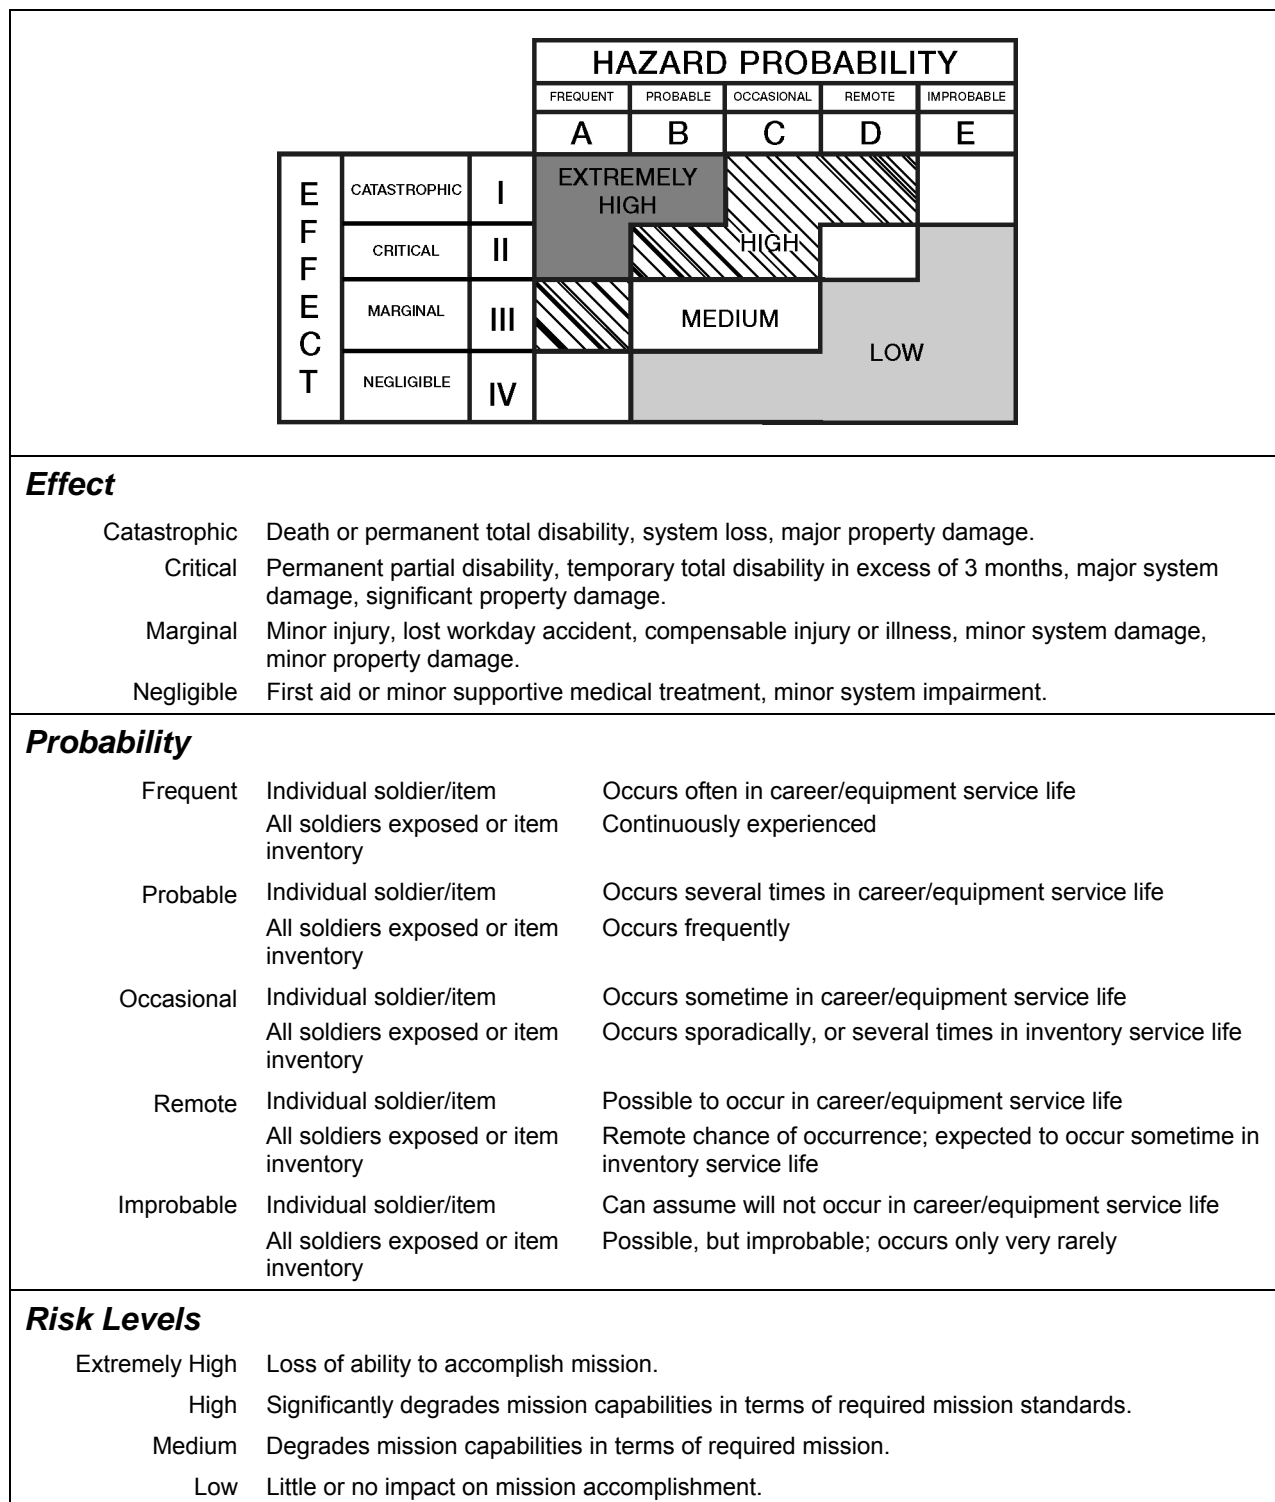 HAZARD PROBABILITY
FREQUENT PROBABLE OCCASIONAL REMOTE IMPROBABLE
A B C D E
EFFECT
CATASTROPHIC I EXTREMELY
HIGH
CRITICAL II HIGH
MARGINAL III MEDIUM
LOW
NEGLIGIBLE IV
Effect
Catastrophic Death or permanent total disability, system loss, major property damage.
Critical Permanent partial disability, temporary total disability in excess of 3 months, major system
damage, significant property damage.
Marginal Minor injury, lost workday accident, compensable injury or illness, minor system damage,
minor property damage.
Negligible First aid or minor supportive medical treatment, minor system impairment.
Probability
Frequent Individual soldier/item Occurs often in career/equipment service life
All soldiers exposed or item Continuously experienced
inventory
Probable Individual soldier/item Occurs several times in career/equipment service life
All soldiers exposed or item Occurs frequently
inventory
Occasional Individual soldier/item Occurs sometime in career/equipment service life
All soldiers exposed or item Occurs sporadically, or several times in inventory service life
inventory
Remote Individual soldier/item Possible to occur in career/equipment service life
All soldiers exposed or item Remote chance of occurrence; expected to occur sometime in
inventory inventory service life
Improbable Individual soldier/item Can assume will not occur in career/equipment service life
All soldiers exposed or item Possible, but improbable; occurs only very rarely
inventory
Risk Levels
Extremely High Loss of ability to accomplish mission.
High Significantly degrades mission capabilities in terms of required mission standards.
Medium Degrades mission capabilities in terms of required mission.
Low Little or no impact on mission accomplishment.